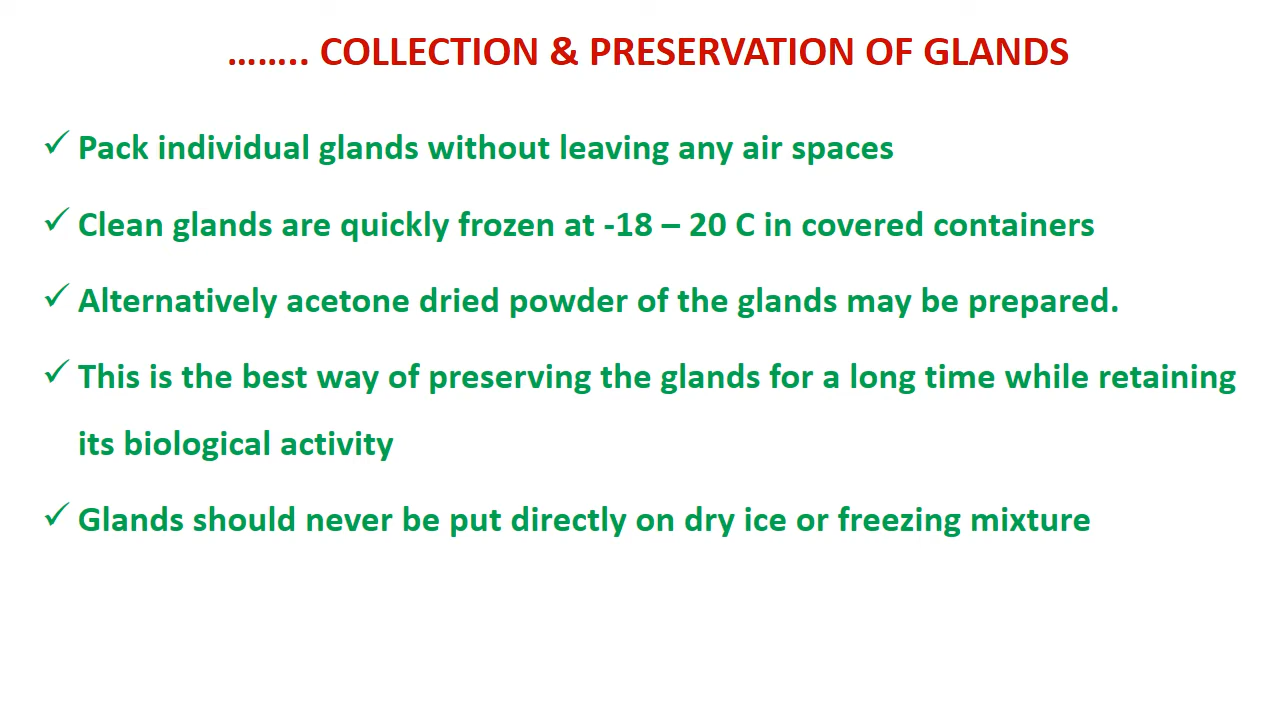 …….. COLLECTION & PRESERVATION OF GLANDS
✓ Pack individual glands without leaving any air spaces
✓ Clean glands are quickly frozen at -18 – 20 C in covered containers
✓ Alternatively acetone dried powder of the glands may be prepared.
✓ This is the best way of preserving the glands for a long time while retaining
its biological activity
✓ Glands should never be put directly on dry ice or freezing mixture